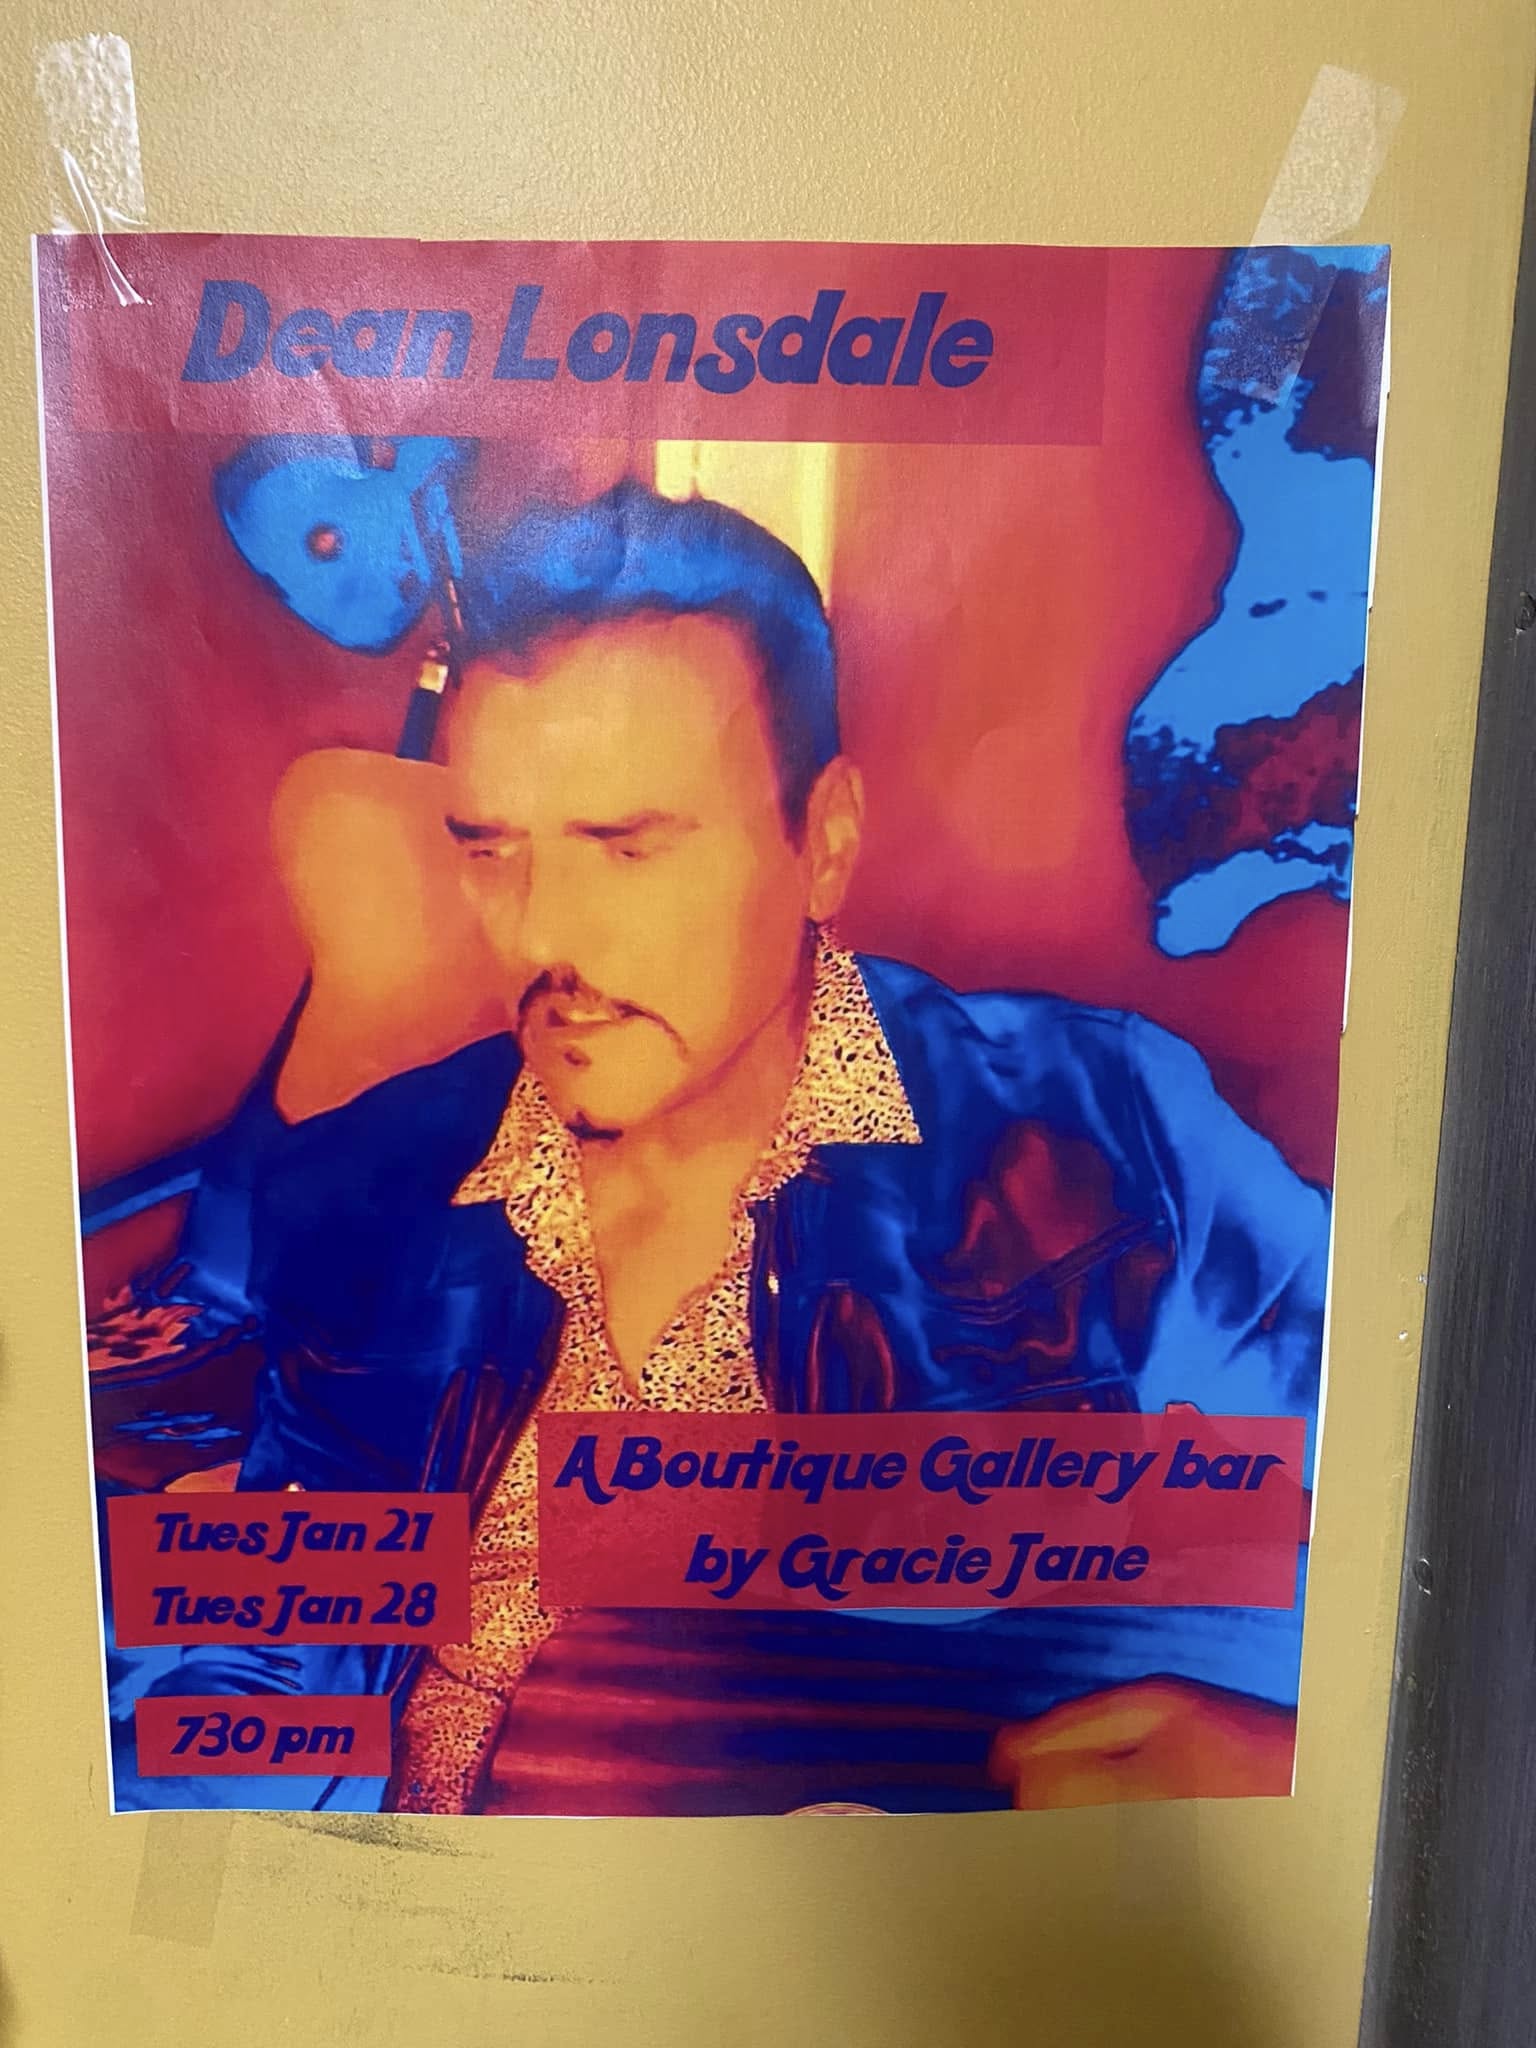 Dean Lonsdale
A Boutique Gallery bar
by Gracie Jane
Tues Jan 21
Tues Jan 28
730 pm